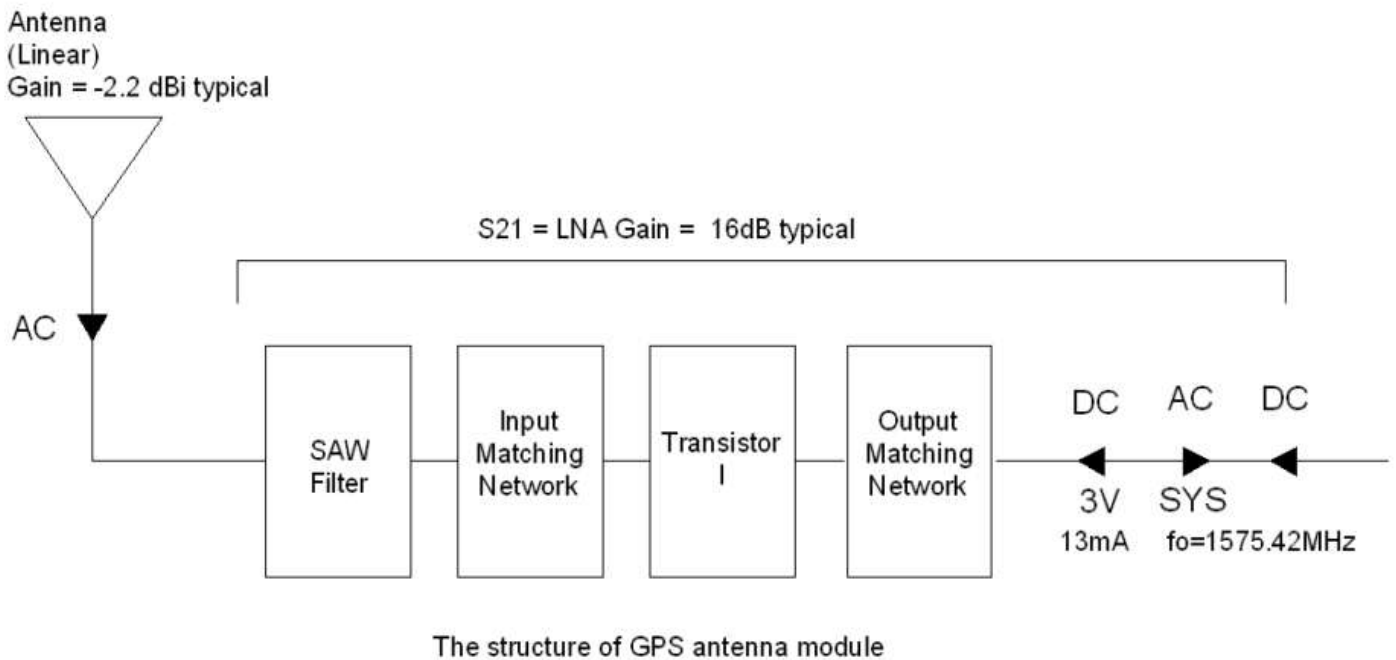 Antenna
(Linear)
Gain = -2.2 dBi typical
S21 = LNA Gain = 16dB typical
AC
SAW
Filter
Input
Matching
Network
Transistor
I
Output
Matching
Network
DC AC DC
3V SYS
13mA fo=1575.42MHz
The structure of GPS antenna module